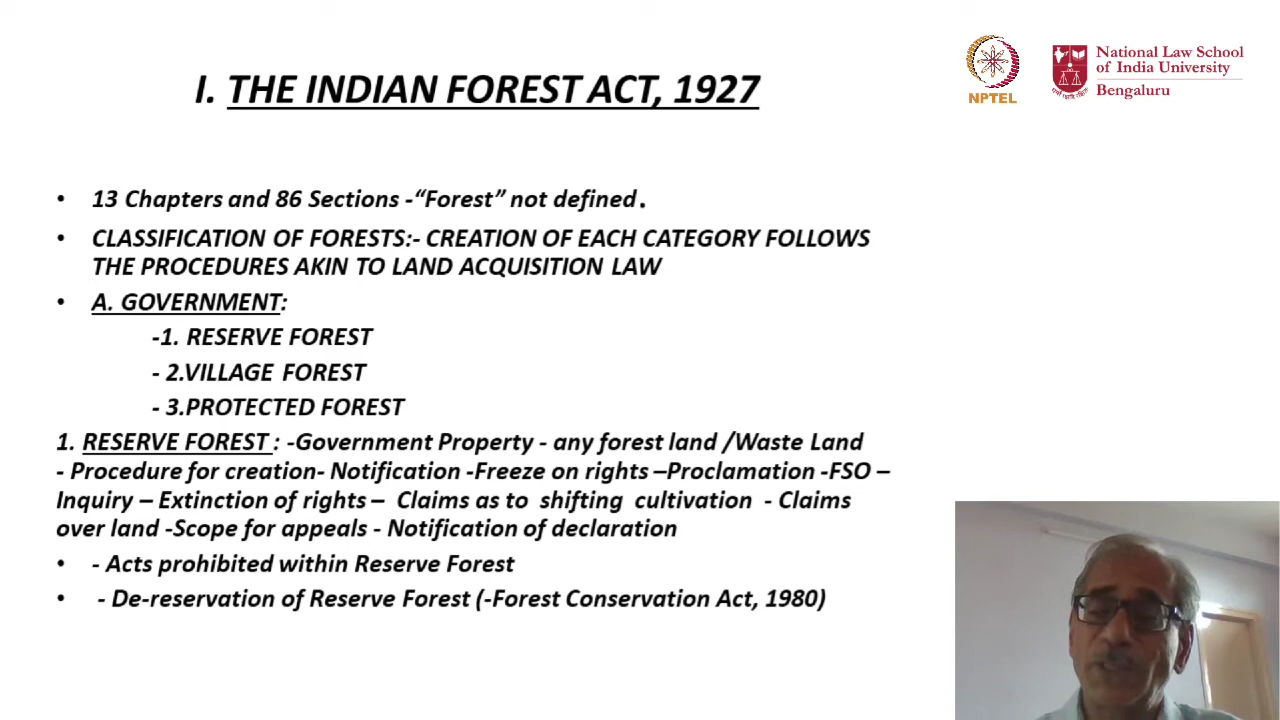 I. THE INDIAN FOREST ACT, 1927
NPTEL
National Law School
of India University
Bengaluru
• 13 Chapters and 86 Sections -“Forest” not defined.
• CLASSIFICATION OF FORESTS:- CREATION OF EACH CATEGORY FOLLOWS
THE PROCEDURES AKIN TO LAND ACQUISITION LAW
• A. GOVERNMENT:
-1. RESERVE FOREST
- 2.VILLAGE FOREST
- 3.PROTECTED FOREST
1. RESERVE FOREST : -Government Property - any forest land /Waste Land
- Procedure for creation- Notification -Freeze on rights –Proclamation -FSO –
Inquiry – Extinction of rights – Claims as to shifting cultivation - Claims
over land -Scope for appeals - Notification of declaration
• - Acts prohibited within Reserve Forest
• - De-reservation of Reserve Forest (-Forest Conservation Act, 1980)